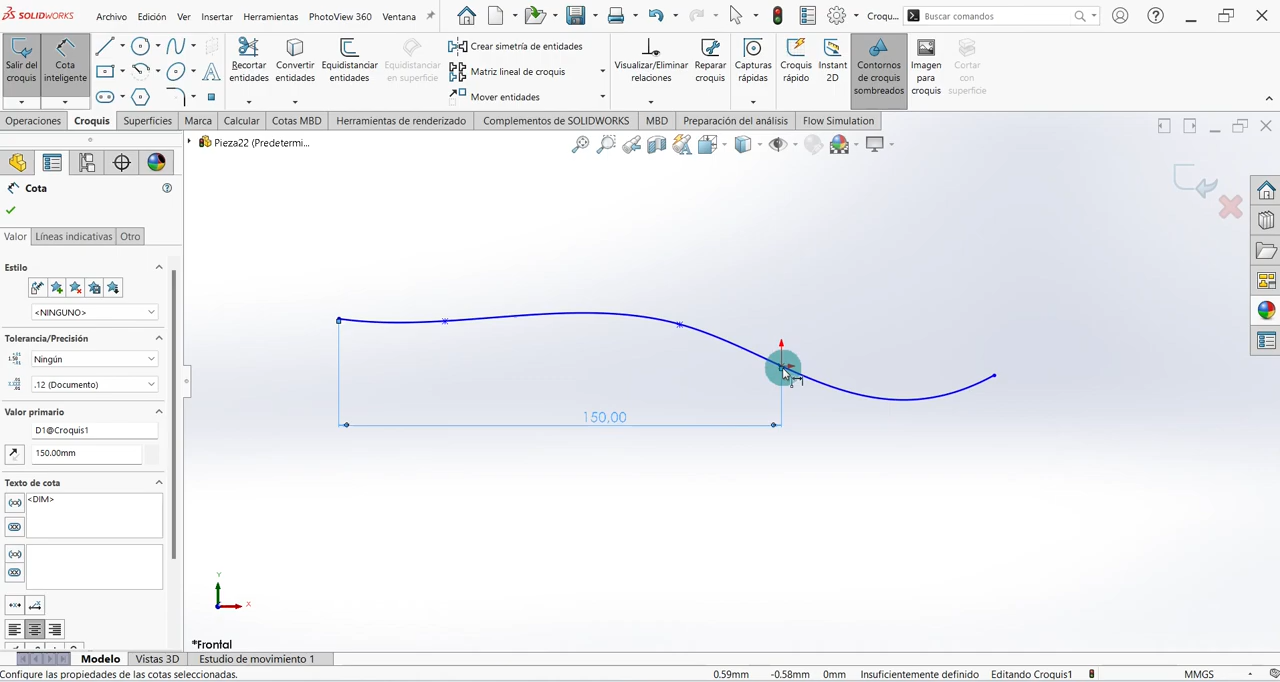 SOLIDWORKS
Archivo Edición Ver Insertar Herramientas PhotoView 360 Ventana
Croqu...
Buscar comandos
Salir del croquis
Cota inteligente
Recortar entidades
Convertir entidades
Equidistanciar entidades
Equidistanciar en superficie
Crear simetría de entidades
Matriz lineal de croquis
Mover entidades
Visualizar/Eliminar relaciones
Reparar croquis
Capturas rápidas
Croquis rápido
Instant 2D
Contornos de croquis sombreados
Imagen para croquis
Cortar con superficie
Operaciones Croquis Superficies Marca Calcular Cotas MBD Herramientas de renderizado Complementos de SOLIDWORKS MBD Preparación del análisis Flow Simulation
Pieza22 (Predetermi...
Cota
Valor Líneas indicativas Otro
Estilo
<NINGUNO>
Tolerancia/Precisión
Ningún
.12 (Documento)
Valor primario
D1@Croquis1
150.00mm
Texto de cota
<DIM>
150,00
Y
X
*Frontal
Modelo Vistas 3D Estudio de movimiento 1
Configure las propiedades de las cotas seleccionadas.
0.59mm -0.58mm 0mm Insuficientemente definido Editando Croquis1 MMGS